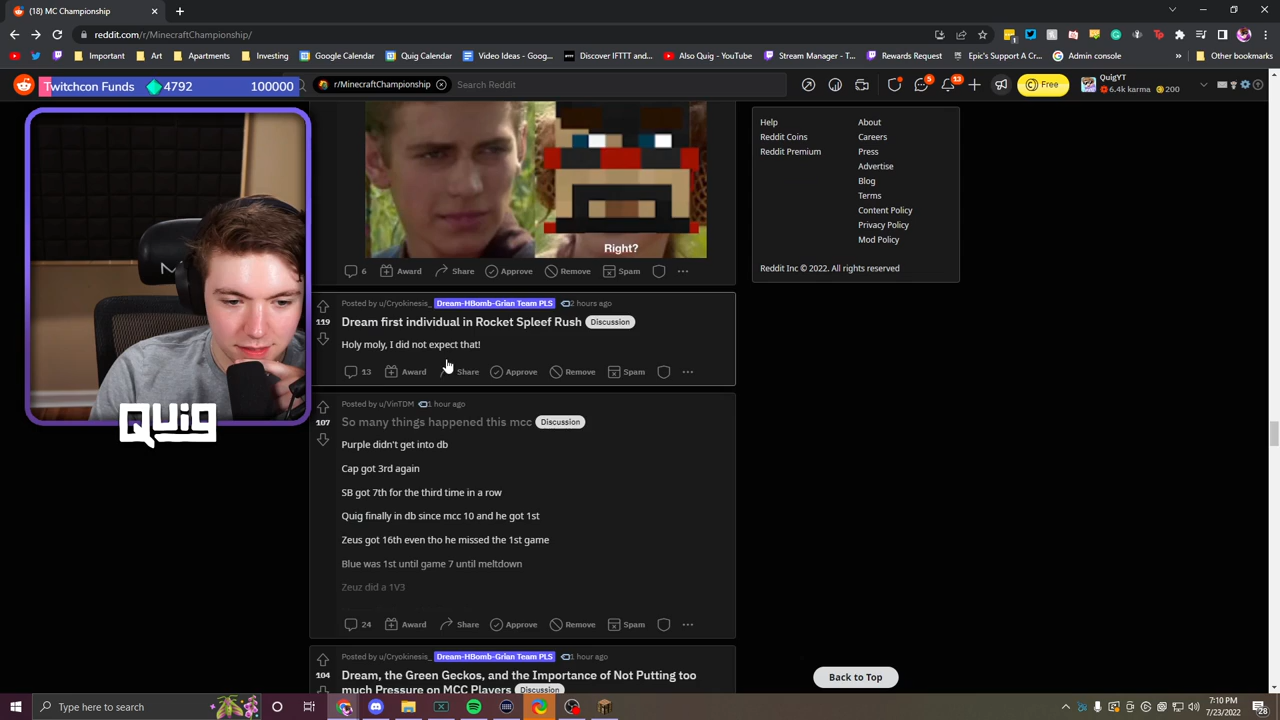 (18) MC Championship
reddit.com/r/MinecraftChampionship/
Important Art Apartments Investing Google Calendar Quig Calendar Video Ideas - Goog... Discover IFTTT and... Also Quig - YouTube Stream Manager - T... Rewards Request Epic's Support-A-C... Admin console Other bookmarks
Twitchcon Funds 4792 100000
r/MinecraftChampionship Search Reddit
5 13 Free QuigYT
6.4k karma 200
Help About
Reddit Coins Careers
Reddit Premium Press
Advertise
Blog
Terms
Content Policy
Privacy Policy
Mod Policy
Reddit Inc © 2022. All rights reserved
Right?
6 Award Share Approve Remove Spam
Posted by u/Cryokinesis_ Dream-HBomb-Grian Team PLS 2 hours ago
119 Dream first individual in Rocket Spleef Rush Discussion
Holy moly, I did not expect that!
13 Award Share Approve Remove Spam
Quig
Posted by u/VinTDM 1 hour ago
107 So many things happened this mcc Discussion
Purple didn't get into db
Cap got 3rd again
SB got 7th for the third time in a row
Quig finally in db since mcc 10 and he got 1st
Zeus got 16th even tho he missed the 1st game
Blue was 1st until game 7 until meltdown
Zeuz did a 1V3
24 Award Share Approve Remove Spam
Posted by u/Cryokinesis_ Dream-HBomb-Grian Team PLS 1 hour ago
104 Dream, the Green Geckos, and the Importance of Not Putting too
much Pressure on MCC Players Discussion
Back to Top
Type here to search
7:10 PM
7/23/2022